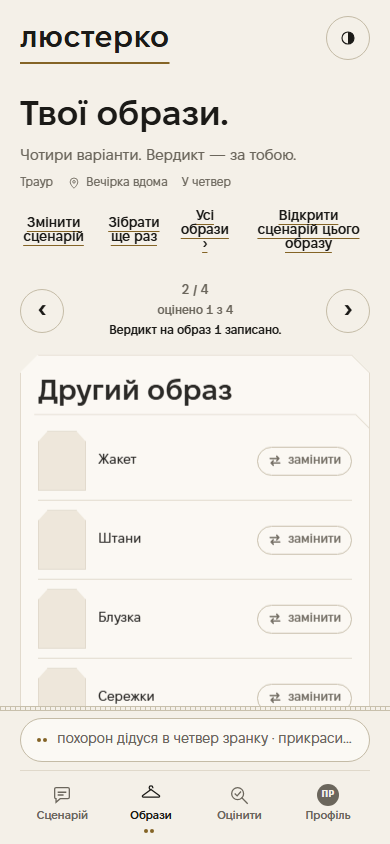 люстерко
Твої образи.
Чотири варіанти. Вердикт — за тобою.
Траур Вечірка вдома У четвер
Змінити
сценарій
Зібрати
ще раз
Усі
образи
›
Відкрити
сценарій цього
образу
‹
2 / 4
оцінено 1 з 4
Вердикт на образ 1 записано.
›
Другий образ
Жакет замінити
Штани замінити
Блузка замінити
Сережки замінити
похорон дідуся в четвер зранку · прикраси...
ПР
Сценарій Образи Оцінити Профіль